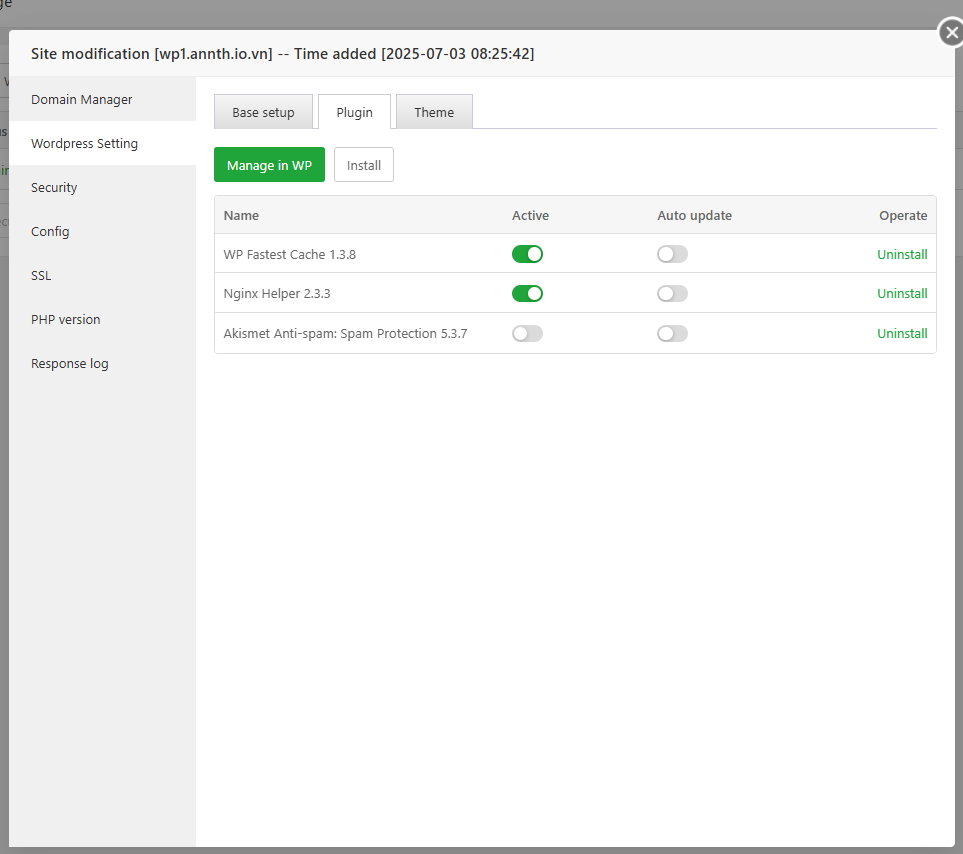 Site modification [wp1.annth.io.vn] -- Time added [2025-07-03 08:25:42]
Domain Manager
Wordpress Setting
Security
Config
SSL
PHP version
Response log
Base setup Plugin Theme
Manage in WP Install
Name Active Auto update Operate
WP Fastest Cache 1.3.8 Uninstall
Nginx Helper 2.3.3 Uninstall
Akismet Anti-spam: Spam Protection 5.3.7 Uninstall